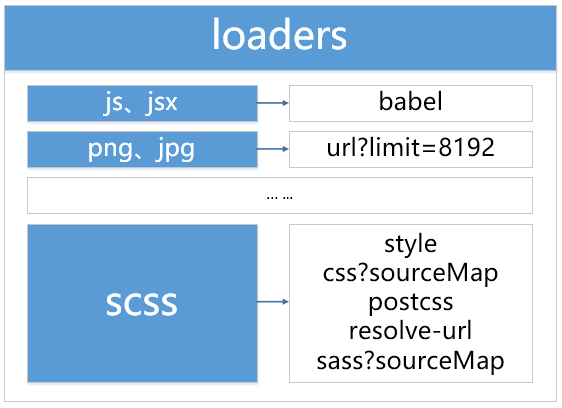 loaders
js、jsx
babel
png、jpg
url?limit=8192
... ...
scss
style
css?sourceMap
postcss
resolve-url
sass?sourceMap